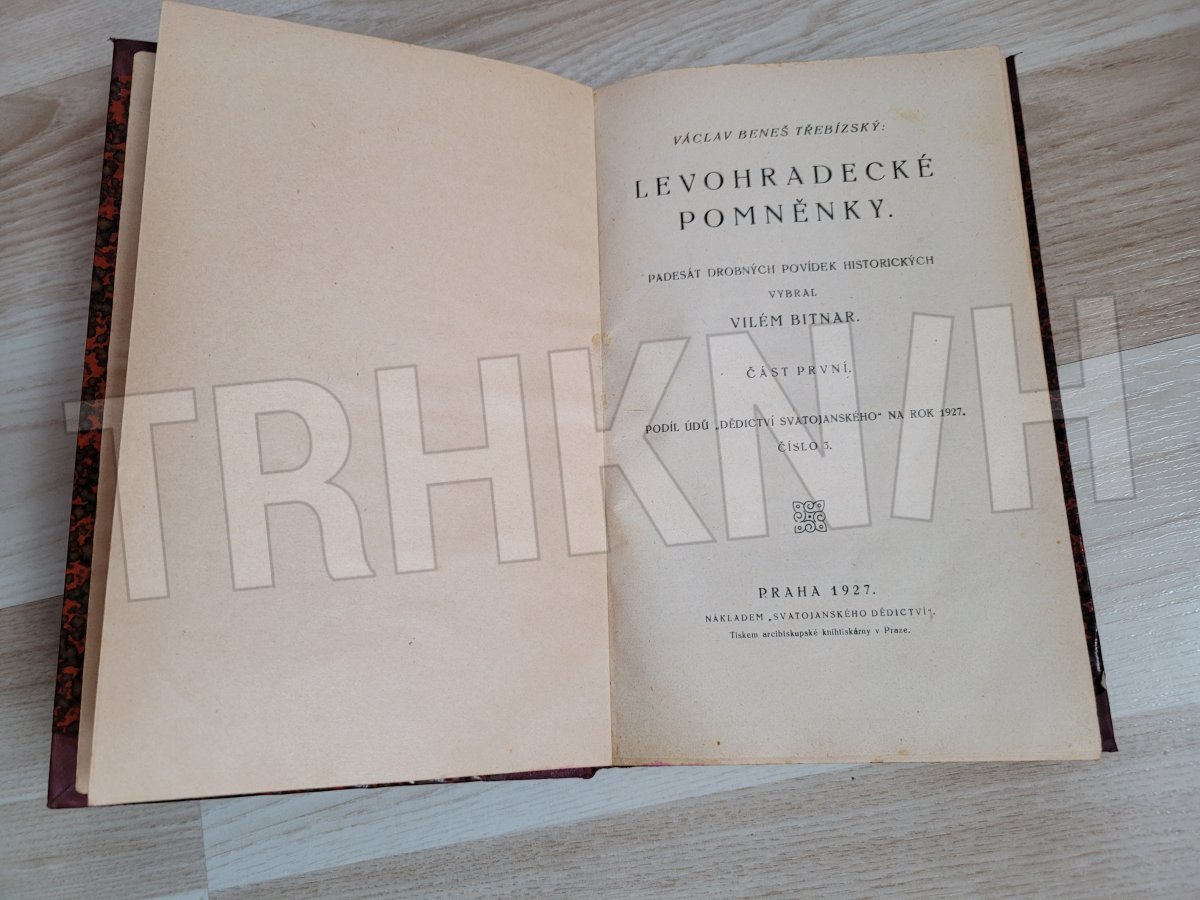 VÁCLAV BENEŠ TŘEBÍZSKÝ:
LEVOHRADECKÉ
POMNĚNKY.
PADESÁT DROBNÝCH POVÍDEK HISTORICKÝCH
VYBRAL
VILÉM BITNAR.
ČÁST PRVNÍ.
PODÍL ÚDŮ „DĚDICTVÍ SVATOJANSKÉHO“ NA ROK 1927.
ČÍSLO 3.
PRAHA 1927.
NÁKLADEM „SVATOJANSKÉHO DĚDICTVÍ“.
Tiskem arcibiskupské knihtiskárny v Praze.
TRHKNIH